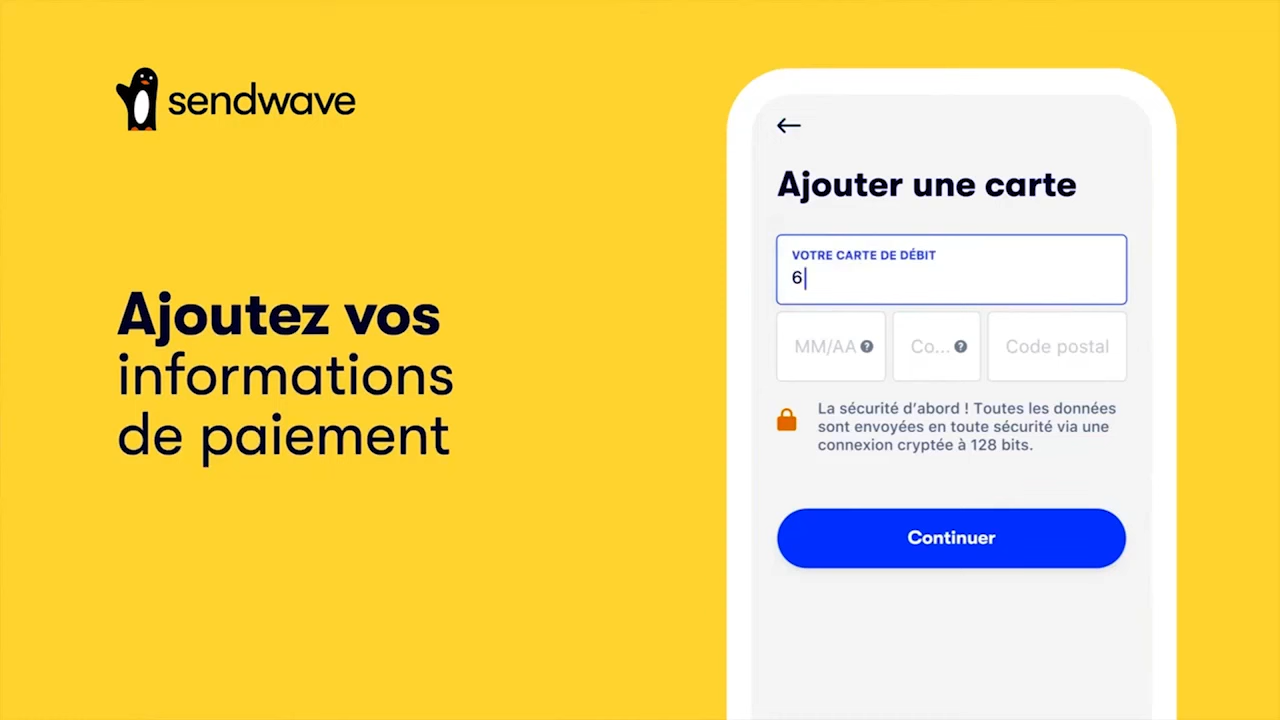 sendwave
Ajoutez vos
informations
de paiement
Ajouter une carte
VOTRE CARTE DE DÉBIT
6
MM/AA ?
Co... ?
Code postal
La sécurité d’abord ! Toutes les données
sont envoyées en toute sécurité via une
connexion cryptée à 128 bits.
Continuer